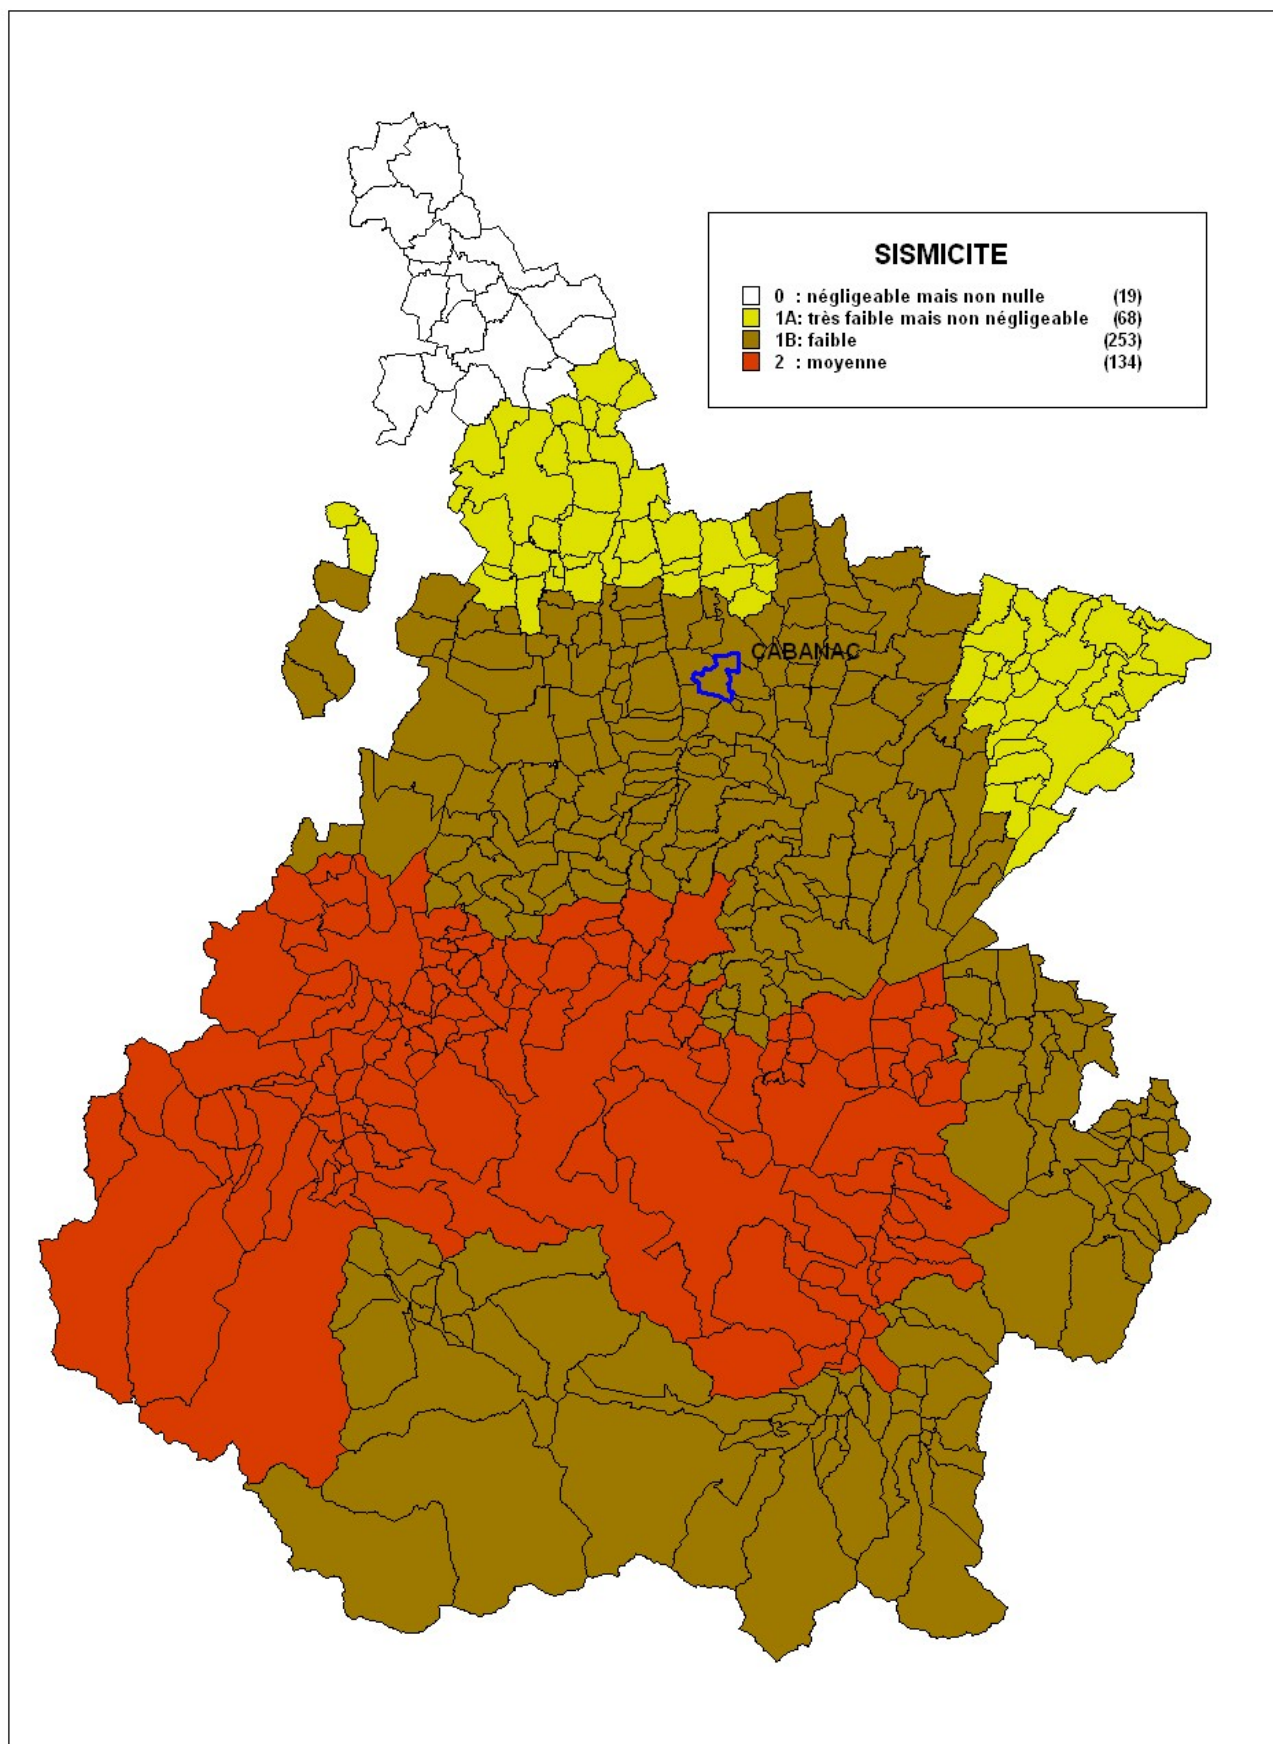 SISMICITE
0 : négligeable mais non nulle (19)
1A: très faible mais non négligeable (68)
1B: faible (253)
2 : moyenne (134)
CABANAC